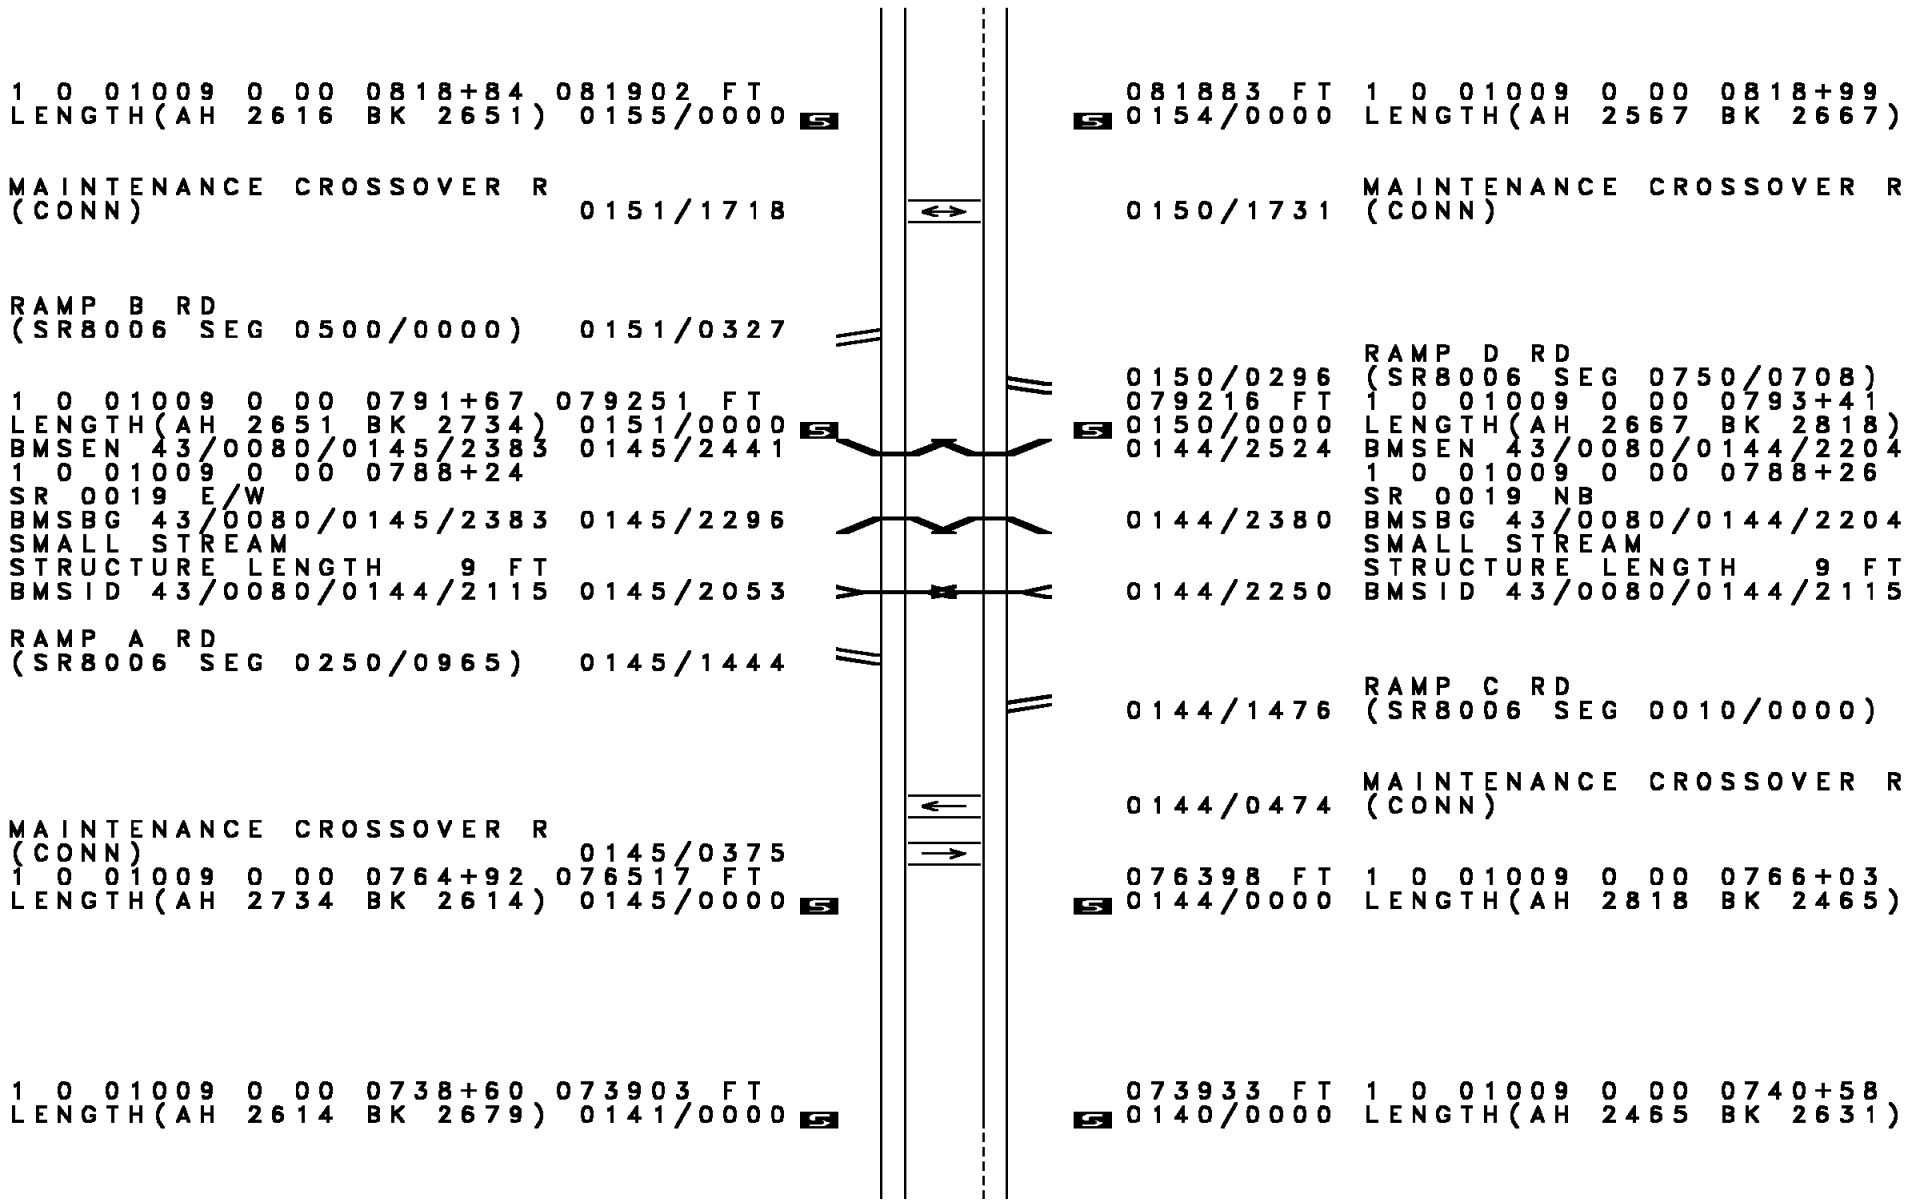 1 0 01009 0 00 0818+84 081902 FT
LENGTH(AH 2616 BK 2651) 0155/0000 S
MAINTENANCE CROSSOVER R
(CONN) 0151/1718
RAMP B RD
(SR8006 SEG 0500/0000) 0151/0327
1 0 01009 0 00 0791+67 079251 FT
LENGTH(AH 2651 BK 2734) 0151/0000 S
BMSEN 43/0080/0145/2383 0145/2441
1 0 01009 0 00 0788+24
SR 0019 E/W
BMSBG 43/0080/0145/2383 0145/2296
SMALL STREAM
STRUCTURE LENGTH 9 FT
BMSID 43/0080/0144/2115 0145/2053
RAMP A RD
(SR8006 SEG 0250/0965) 0145/1444
MAINTENANCE CROSSOVER R
(CONN) 0145/0375
1 0 01009 0 00 0764+92 076517 FT
LENGTH(AH 2734 BK 2614) 0145/0000 S
1 0 01009 0 00 0738+60 073903 FT
LENGTH(AH 2614 BK 2679) 0141/0000 S
081883 FT 1 0 01009 0 00 0818+99
S 0154/0000 LENGTH(AH 2567 BK 2667)
MAINTENANCE CROSSOVER R
0150/1731 (CONN)
RAMP D RD
0150/0296 (SR8006 SEG 0750/0708)
079216 FT 1 0 01009 0 00 0793+41
S 0150/0000 LENGTH(AH 2667 BK 2818)
0144/2524 BMSEN 43/0080/0144/2204
1 0 01009 0 00 0788+26
SR 0019 NB
0144/2380 BMSBG 43/0080/0144/2204
SMALL STREAM
STRUCTURE LENGTH 9 FT
0144/2250 BMSID 43/0080/0144/2115
RAMP C RD
0144/1476 (SR8006 SEG 0010/0000)
MAINTENANCE CROSSOVER R
0144/0474 (CONN)
076398 FT 1 0 01009 0 00 0766+03
S 0144/0000 LENGTH(AH 2818 BK 2465)
073933 FT 1 0 01009 0 00 0740+58
S 0140/0000 LENGTH(AH 2465 BK 2631)